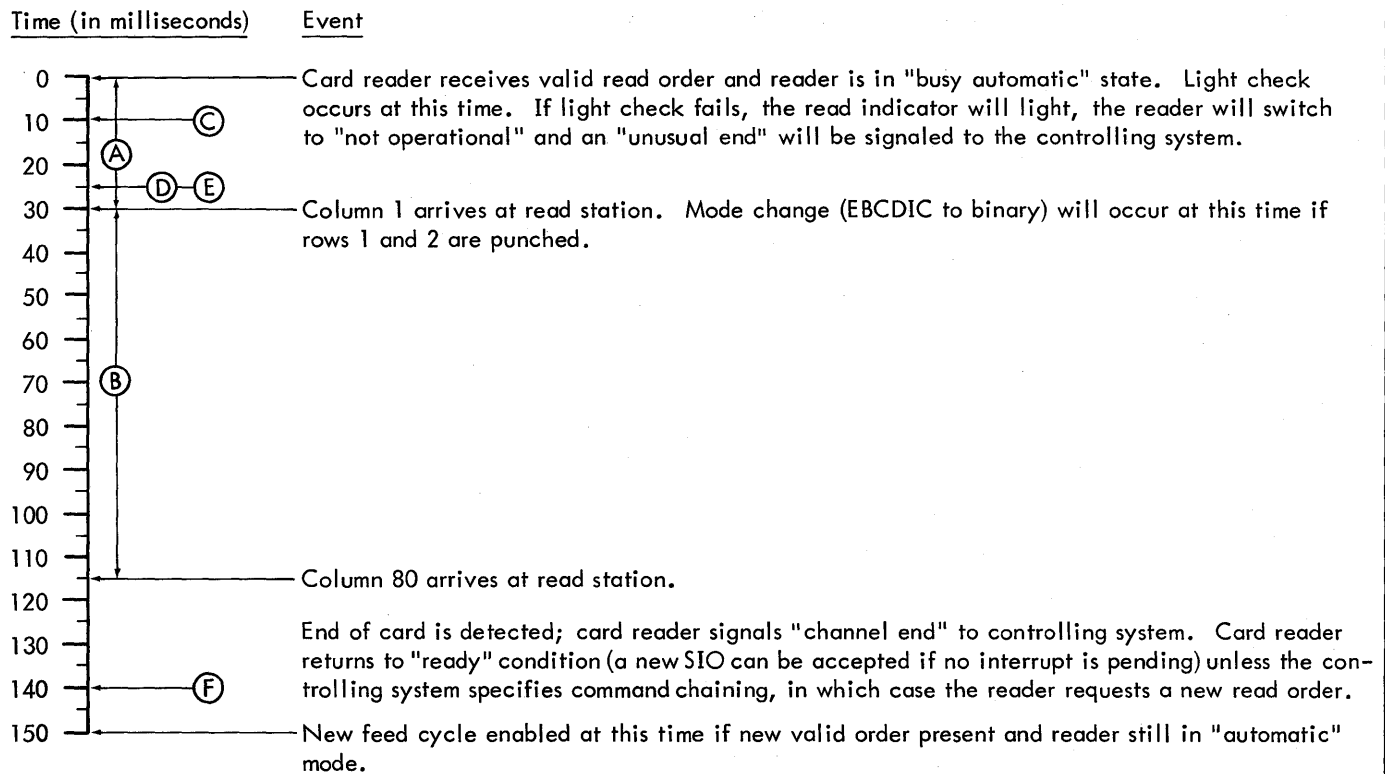 Time (in milliseconds) Event
0 Card reader receives valid read order and reader is in "busy automatic" state. Light check
occurs at this time. If light check fails, the read indicator will light, the reader will switch
10 C
to "not operational" and an "unusual end" will be signaled to the controlling system.
A
20
D E
30 Column 1 arrives at read station. Mode change (EBCDIC to binary) will occur at this time if
rows 1 and 2 are punched.
40
50
60
70 B
80
90
100
110
Column 80 arrives at read station.
120
End of card is detected; card reader signals "channel end" to controlling system. Card reader
130
returns to "ready" condition (a new SIO can be accepted if no interrupt is pending) unless the con-
140 F trolling system specifies command chaining, in which case the reader requests a new read order.
150 New feed cycle enabled at this time if new valid order present and reader still in "automatic"
mode.